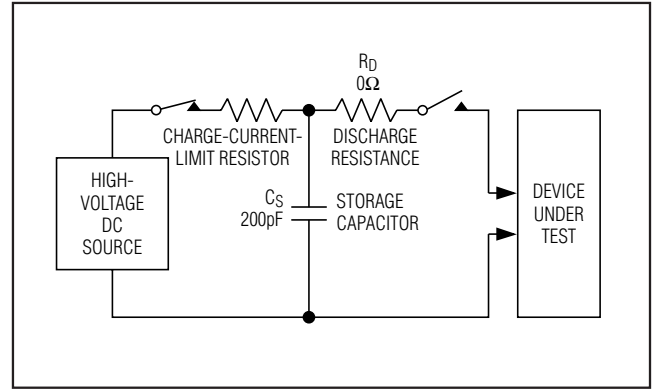 R_D
0Ω
CHARGE-CURRENT-
LIMIT RESISTOR
DISCHARGE
RESISTANCE
HIGH-
VOLTAGE
DC
SOURCE
C_S
200pF
STORAGE
CAPACITOR
DEVICE
UNDER
TEST